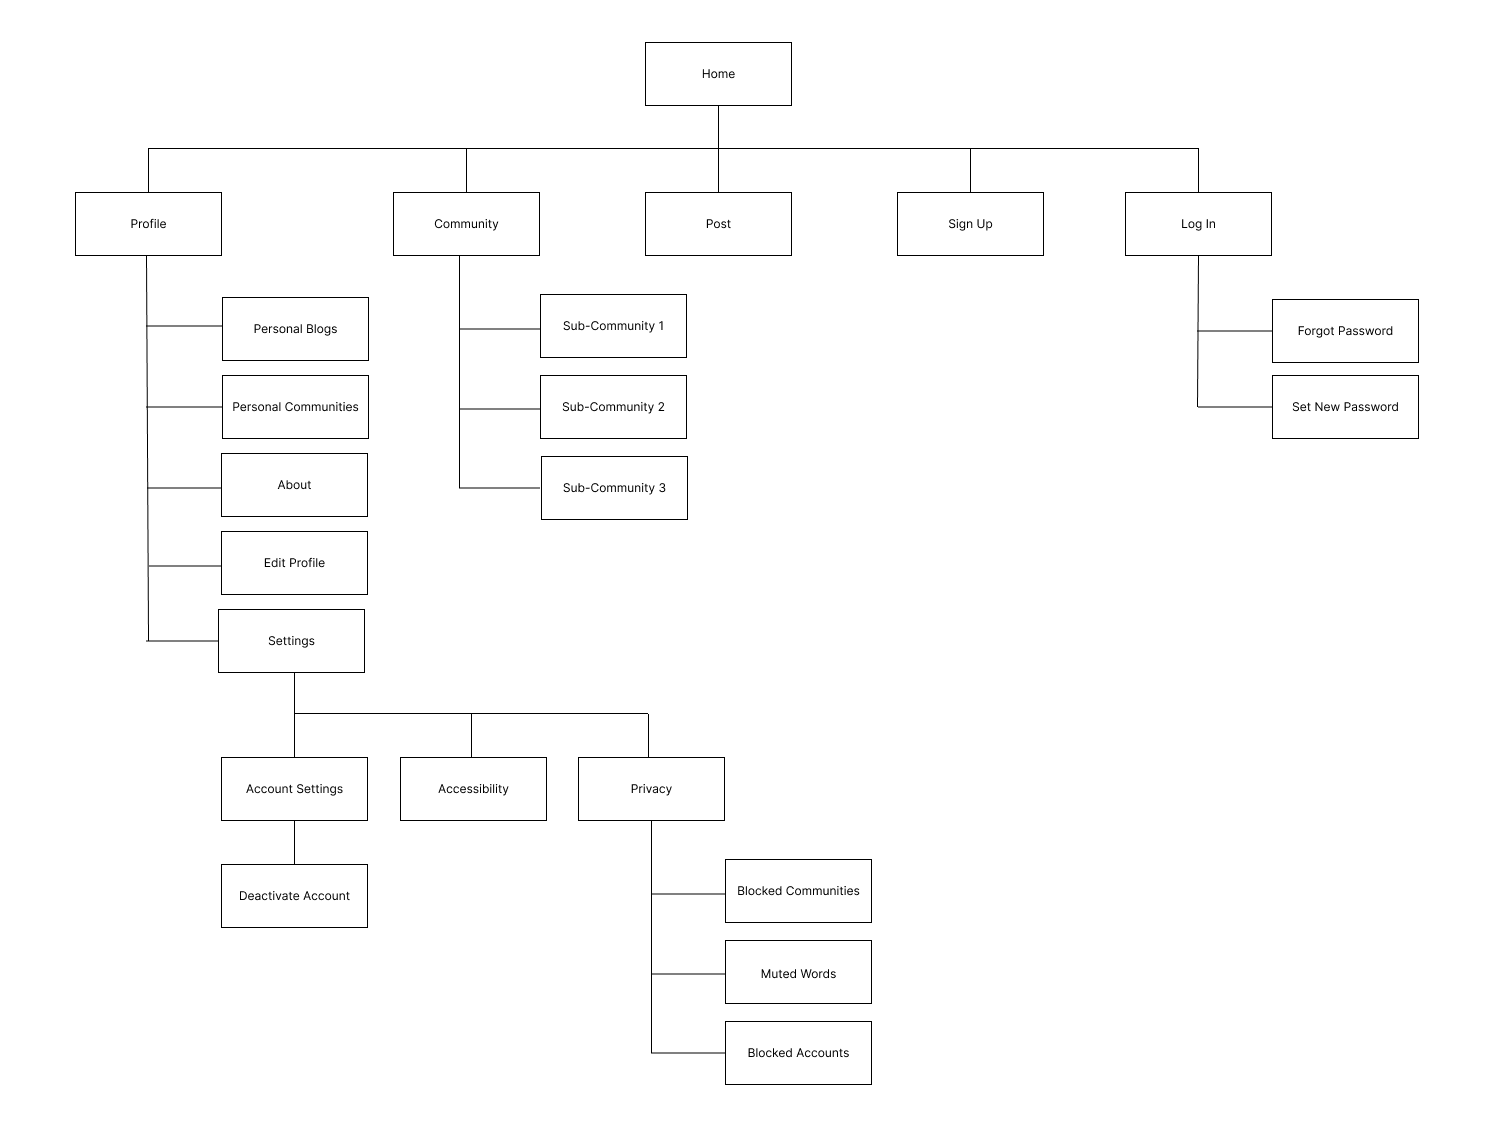 Home
Profile
Community
Post
Sign Up
Log In
Personal Blogs
Personal Communities
About
Edit Profile
Settings
Sub-Community 1
Sub-Community 2
Sub-Community 3
Forgot Password
Set New Password
Account Settings
Accessibility
Privacy
Deactivate Account
Blocked Communities
Muted Words
Blocked Accounts